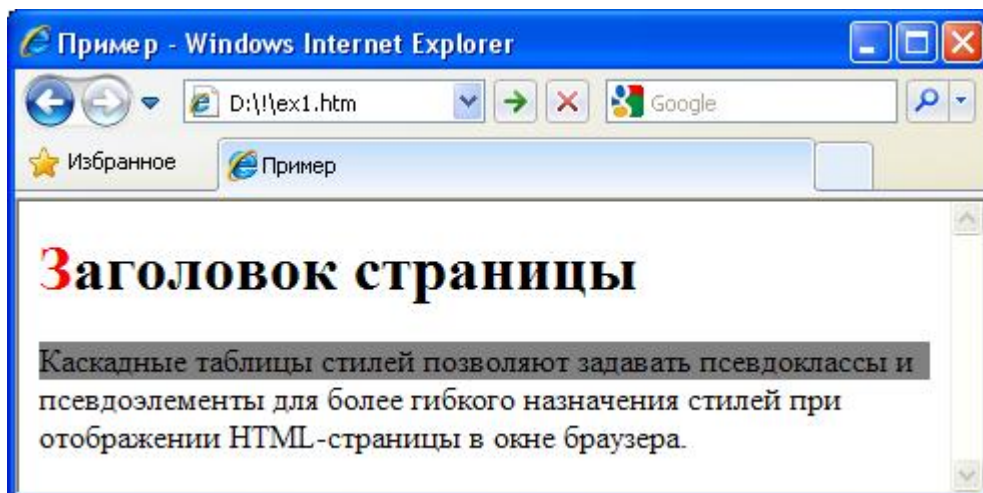 Пример - Windows Internet Explorer
D:\!\ex1.htm
Google
Избранное
Пример
Заголовок страницы
Каскадные таблицы стилей позволяют задавать псевдоклассы и
псевдоэлементы для более гибкого назначения стилей при
отображении HTML-страницы в окне браузера.